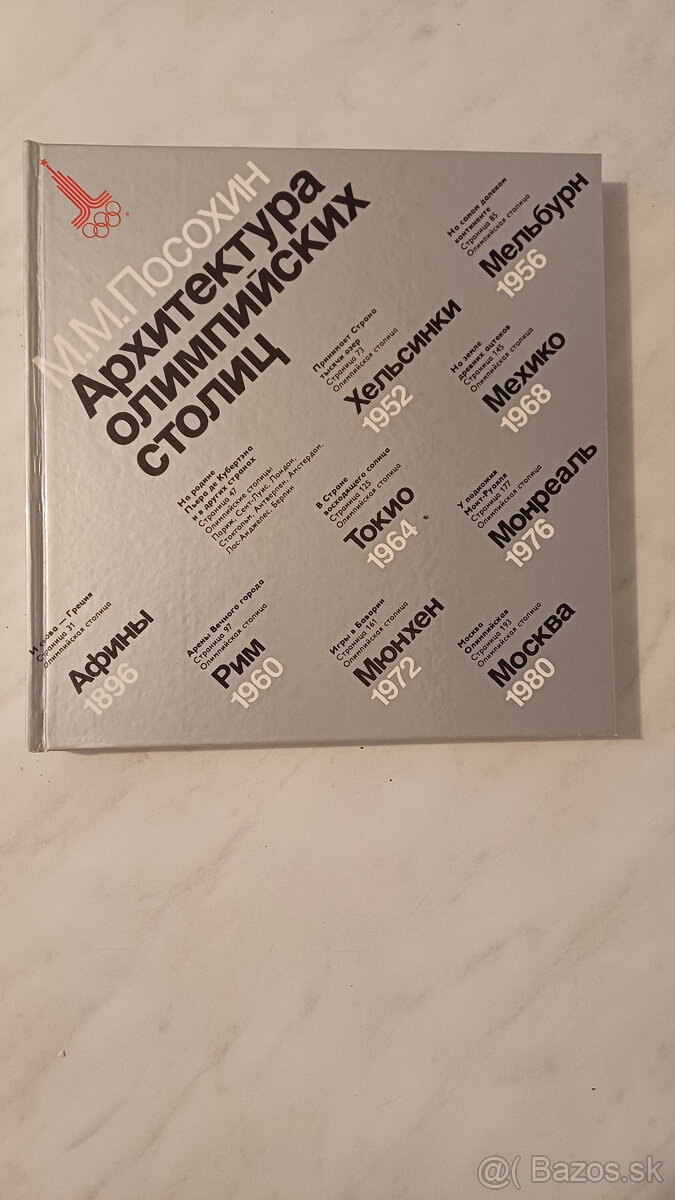 М.М.Посохин
Архитектура
олимпийских
столиц
На самом далеком
континенте
Страница 85
Олимпийская столица
Мельбурн
1956
Принимает Страна
тысячи озер
Страница 73
Олимпийская столица
Хельсинки
1952
На земле
древних ацтеков
Страница 145
Олимпийская столица
Мехико
1968
На родине
Пьера де Кубертэна
и в других странах
Страница 47
Олимпийские столицы
Париж, Сент-Луис, Лондон,
Стокгольм, Антверпен, Амстердам,
Лос-Анджелес, Берлин
В Стране
восходящего солнца
Страница 125
Олимпийская столица
Токио
1964
У подножия
Монт-Руаяля
Страница 177
Олимпийская столица
Монреаль
1976
И снова — Греция
Страница 31
Олимпийская столица
Афины
1896
Арены Вечного города
Страница 97
Олимпийская столица
Рим
1960
Игры в Баварии
Страница 161
Олимпийская столица
Мюнхен
1972
Москва
Олимпийская
Страница 193
Олимпийская столица
Москва
1980
@( Bazos.sk